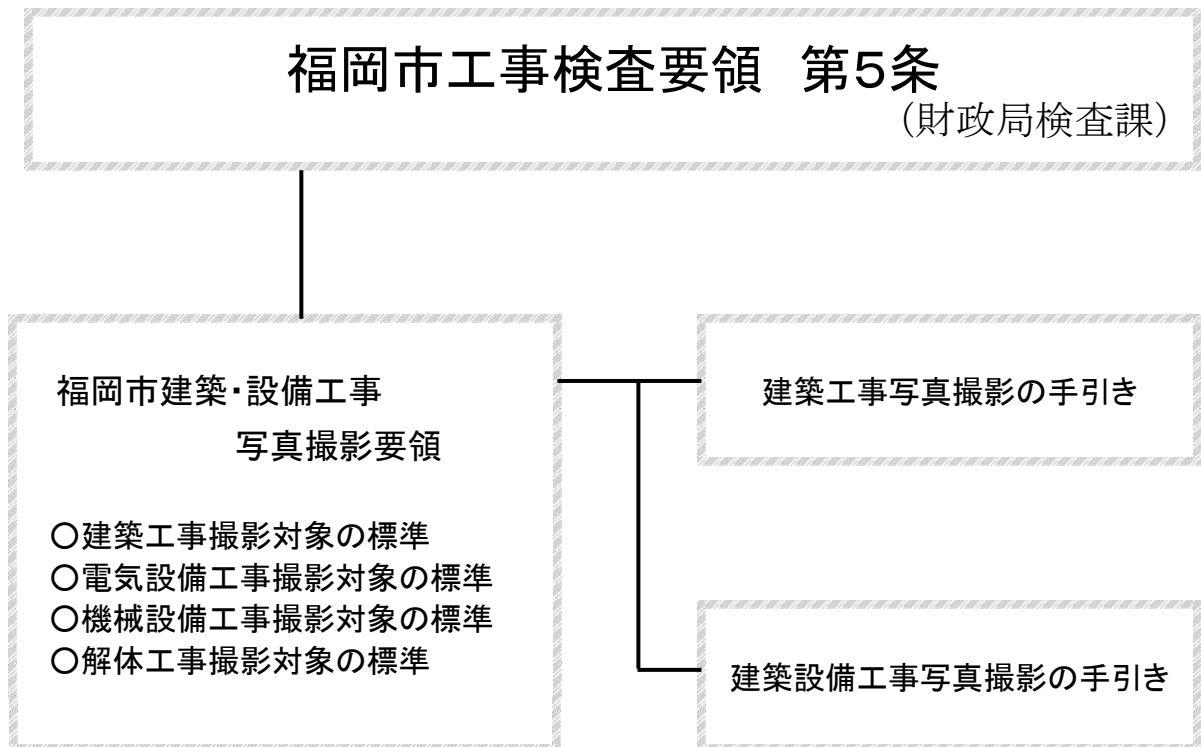 福岡市工事検査要領　第５条
（財政局検査課）
福岡市建築・設備工事
写真撮影要領
○建築工事撮影対象の標準
○電気設備工事撮影対象の標準
○機械設備工事撮影対象の標準
○解体工事撮影対象の標準
建築工事写真撮影の手引き
建築設備工事写真撮影の手引き